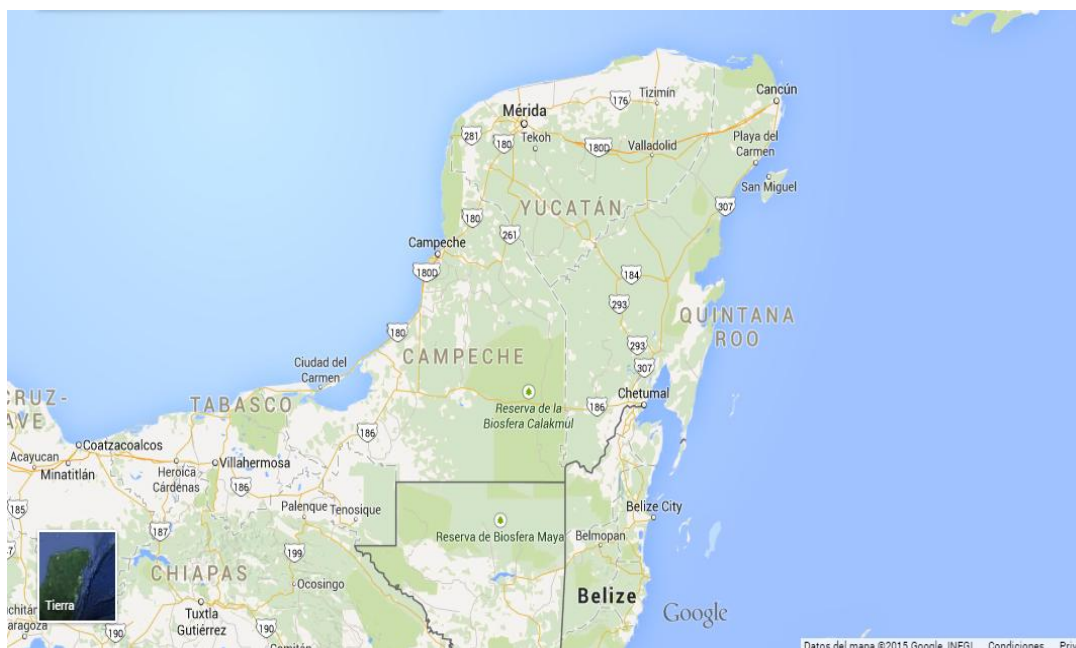 Cancún
Tizimín
176
Mérida
281
180
Tekoh
180D
Valladolid
Playa del
Carmen
San Miguel
YUCATÁN
180
261
307
Campeche
180D
184
293
QUINTANA
ROO
180
293
CAMPECHE
307
Ciudad del
Carmen
Chetumal
Reserva de la
Biosfera Calakmul
186
CRUZ-
AVE
TABASCO
186
Coatzacoalcos
Acayucan
Minatitlán
Heroica
Cárdenas
Villahermosa
186
185
Palenque
Tenosique
Belize City
187
Reserva de Biosfera Maya
Belmopan
199
CHIAPAS
Ocosingo
Tierra
Belize
Google
Tuxtla
Gutiérrez
190
190
Datos del mapa ©2015 Google, INEGI Condiciones